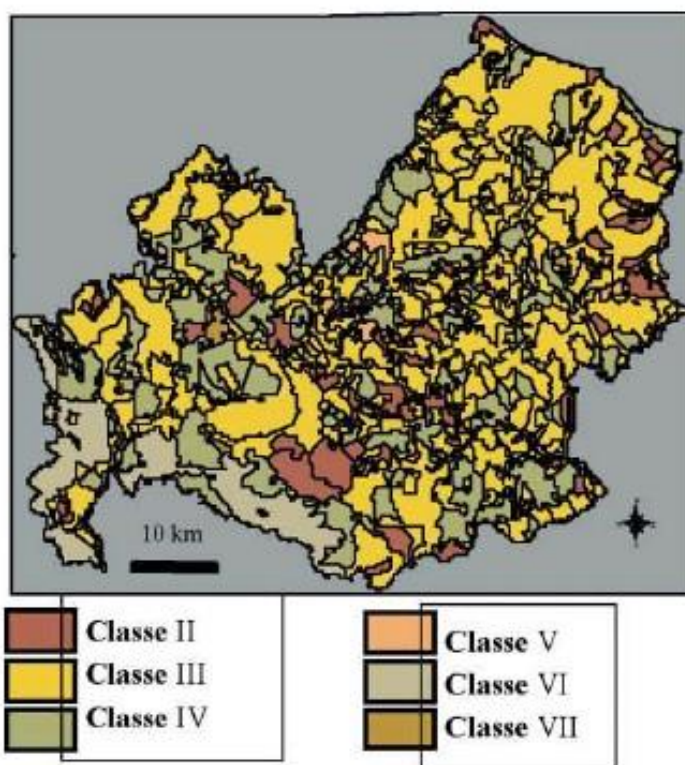 10 km
Classe II
Classe III
Classe IV
Classe V
Classe VI
Classe VII